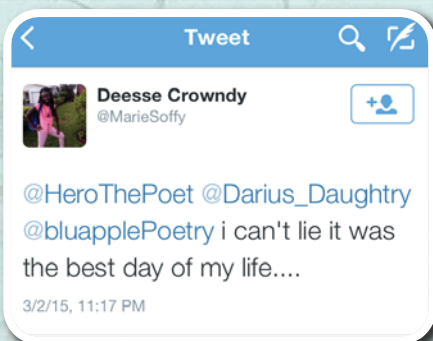 Tweet
Deesse Crowndy
@MarieSoffy
@HeroThePoet @Darius_Daughtry
@bluapplePoetry i can't lie it was
the best day of my life....
3/2/15, 11:17 PM